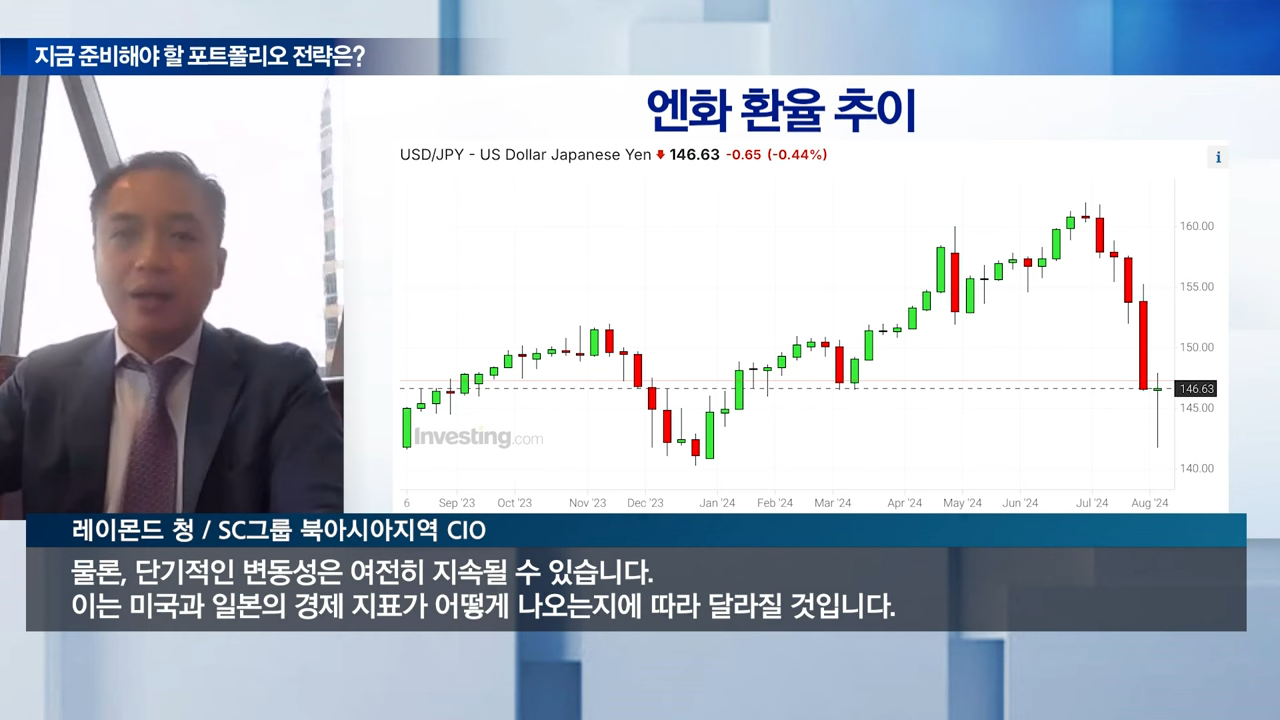 지금 준비해야 할 포트폴리오 전략은?
엔화 환율 추이
USD/JPY - US Dollar Japanese Yen 146.63 -0.65 (-0.44%)
i
160.00
155.00
150.00
146.63
145.00
140.00
Investing.com
6 Sep '23 Oct '23 Nov '23 Dec '23 Jan '24 Feb '24 Mar '24 Apr '24 May '24 Jun '24 Jul '24 Aug '24
레이몬드 청 / SC그룹 북아시아지역 CIO
물론, 단기적인 변동성은 여전히 지속될 수 있습니다.
이는 미국과 일본의 경제 지표가 어떻게 나오는지에 따라 달라질 것입니다.